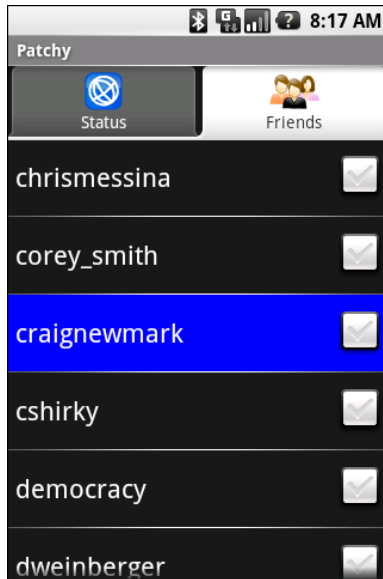 8:17 AM
Patchy
Status Friends
chrismessina
corey_smith
craignewmark
cshirky
democracy
dweinberger